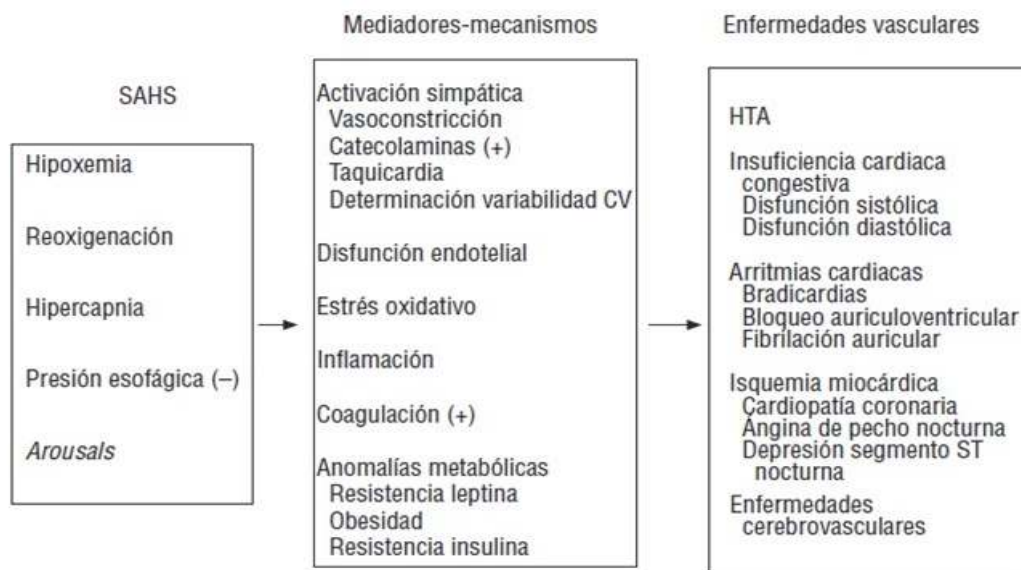 SAHS
Hipoxemia
Reoxigenación
Hipercapnia
Presión esofágica (–)
Arousals
Mediadores-mecanismos
Activación simpática
Vasoconstricción
Catecolaminas (+)
Taquicardia
Determinación variabilidad CV
Disfunción endotelial
Estrés oxidativo
Inflamación
Coagulación (+)
Anomalías metabólicas
Resistencia leptina
Obesidad
Resistencia insulina
Enfermedades vasculares
HTA
Insuficiencia cardiaca
congestiva
Disfunción sistólica
Disfunción diastólica
Arritmias cardiacas
Bradicardias
Bloqueo auriculoventricular
Fibrilación auricular
Isquemia miocárdica
Cardiopatía coronaria
Ángina de pecho nocturna
Depresión segmento ST
nocturna
Enfermedades
cerebrovasculares